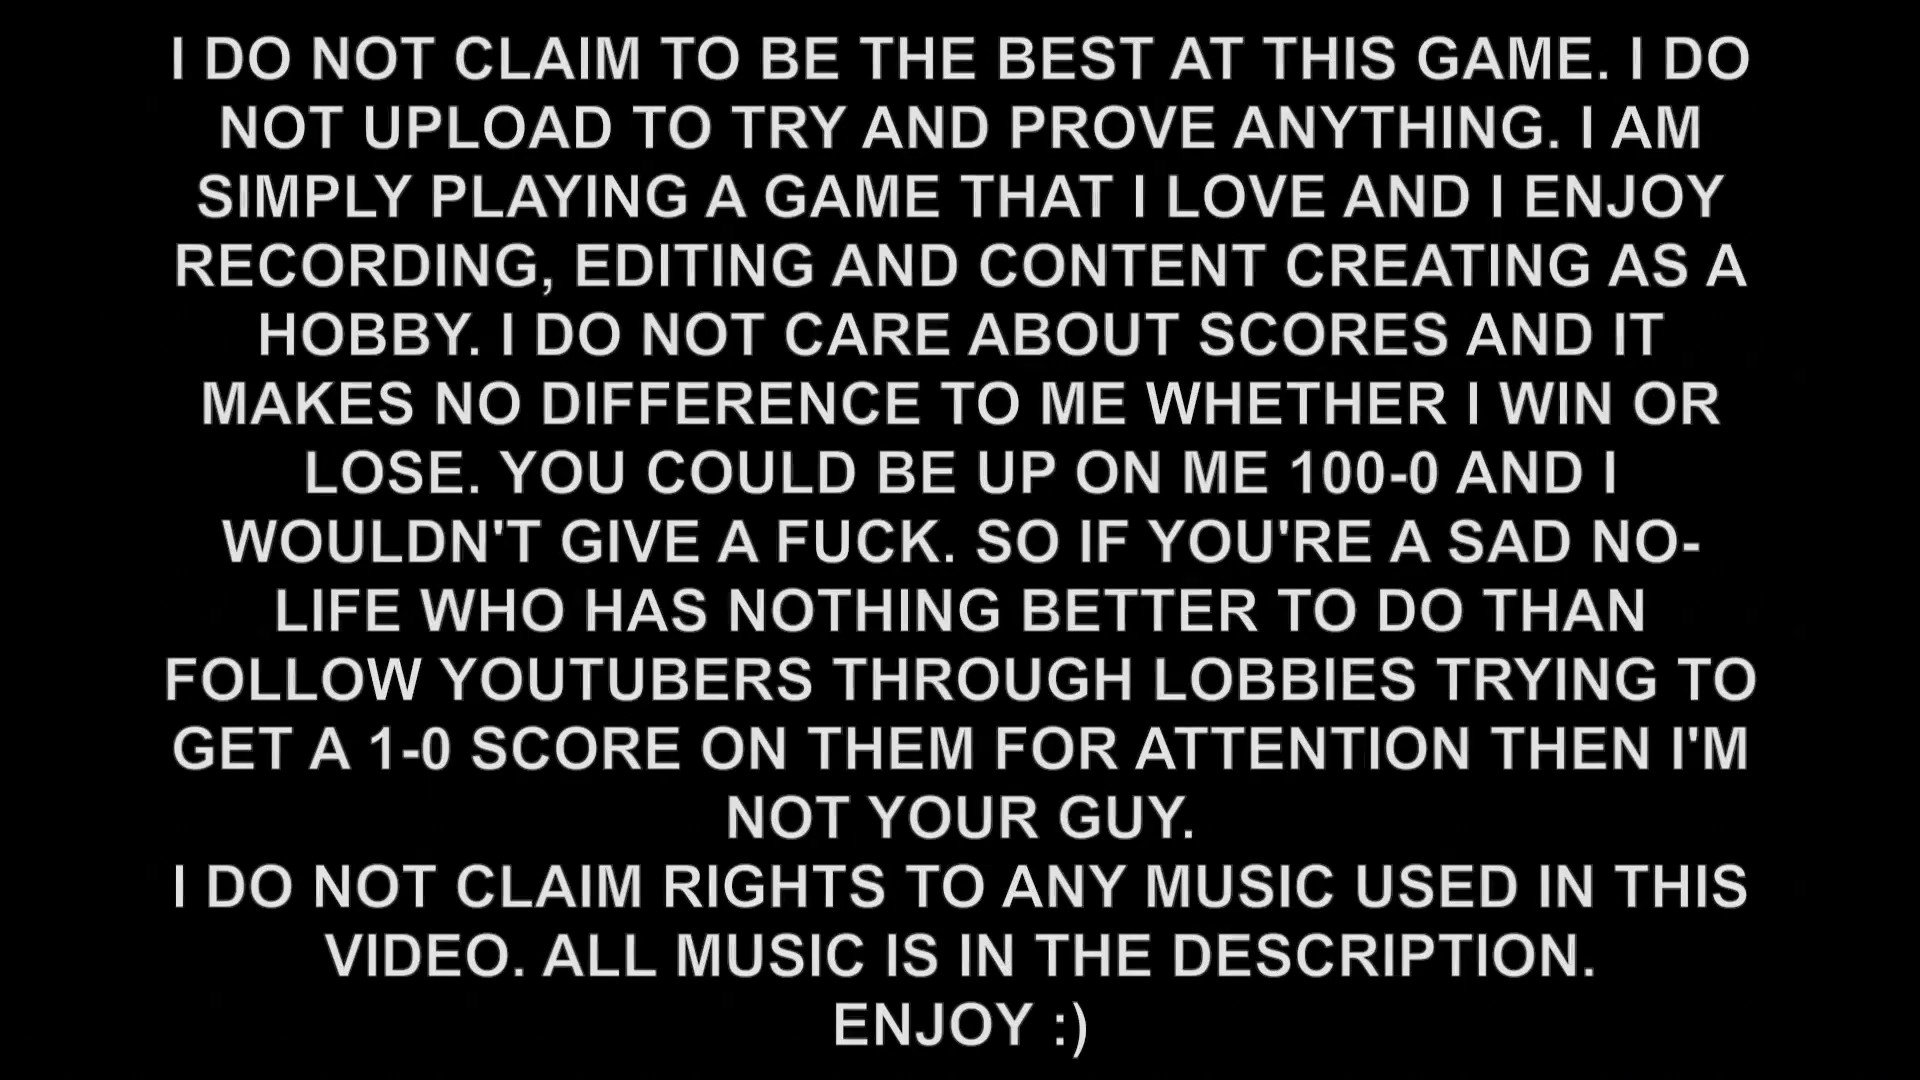 I DO NOT CLAIM TO BE THE BEST AT THIS GAME. I DO
NOT UPLOAD TO TRY AND PROVE ANYTHING. I AM
SIMPLY PLAYING A GAME THAT I LOVE AND I ENJOY
RECORDING, EDITING AND CONTENT CREATING AS A
HOBBY. I DO NOT CARE ABOUT SCORES AND IT
MAKES NO DIFFERENCE TO ME WHETHER I WIN OR
LOSE. YOU COULD BE UP ON ME 100-0 AND I
WOULDN'T GIVE A FUCK. SO IF YOU'RE A SAD NO-
LIFE WHO HAS NOTHING BETTER TO DO THAN
FOLLOW YOUTUBERS THROUGH LOBBIES TRYING TO
GET A 1-0 SCORE ON THEM FOR ATTENTION THEN I'M
NOT YOUR GUY.
I DO NOT CLAIM RIGHTS TO ANY MUSIC USED IN THIS
VIDEO. ALL MUSIC IS IN THE DESCRIPTION.
ENJOY :)